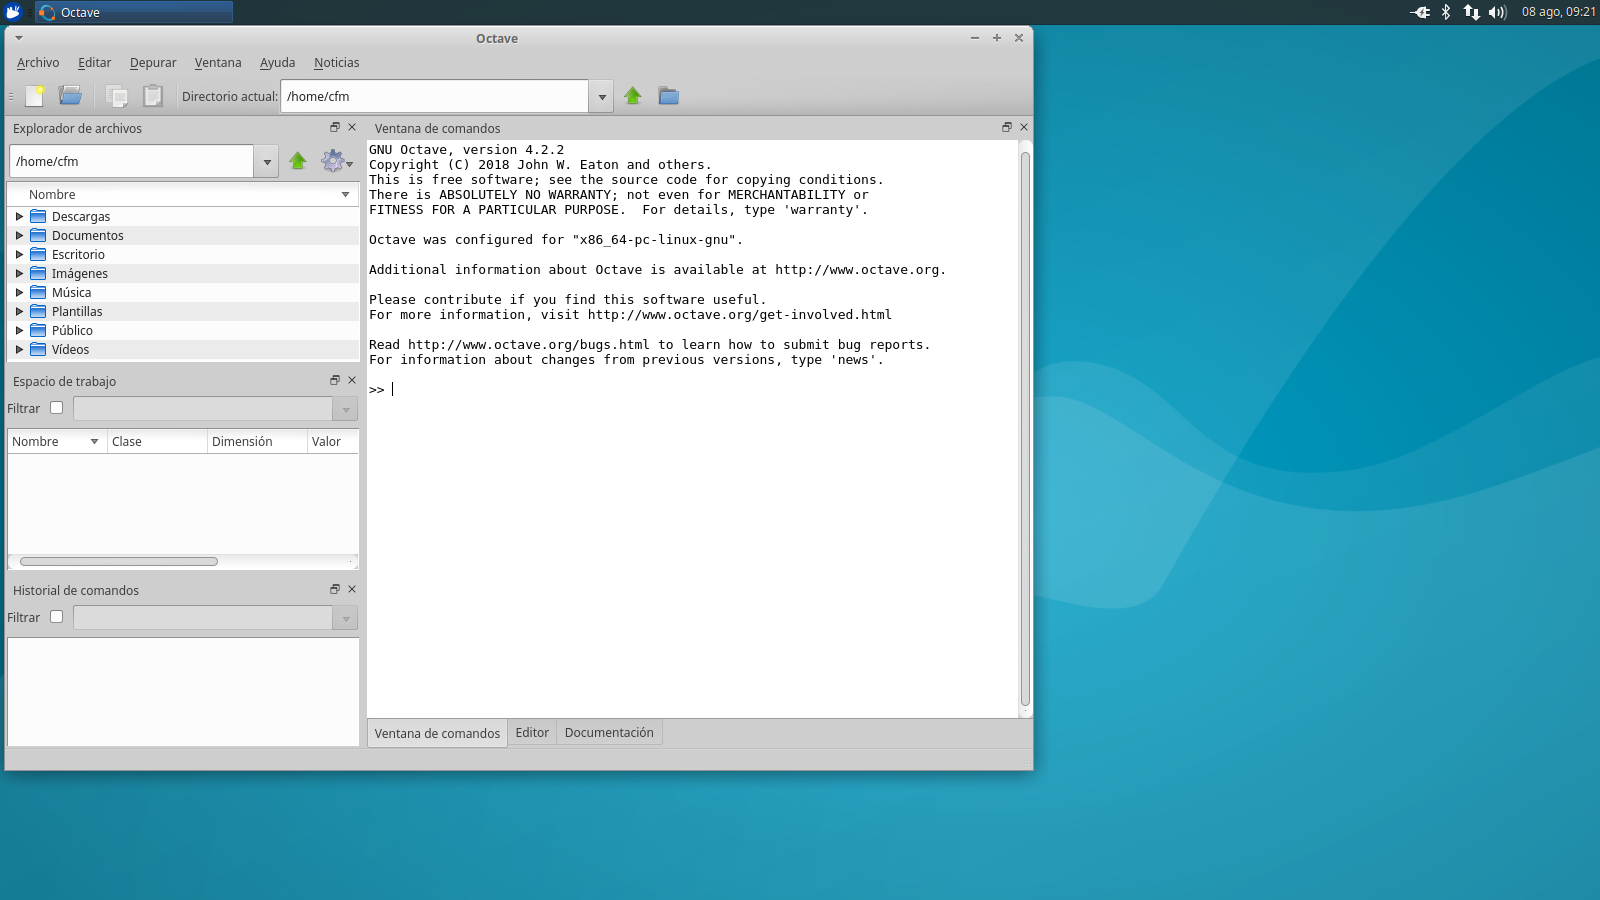 Octave
08 ago, 09:21
Octave
Archivo Editar Depurar Ventana Ayuda Noticias
Directorio actual: /home/cfm
Explorador de archivos
/home/cfm
Nombre
Descargas
Documentos
Escritorio
Imágenes
Música
Plantillas
Público
Vídeos
Espacio de trabajo
Filtrar
Nombre Clase Dimensión Valor
Historial de comandos
Filtrar
Ventana de comandos
GNU Octave, version 4.2.2
Copyright (C) 2018 John W. Eaton and others.
This is free software; see the source code for copying conditions.
There is ABSOLUTELY NO WARRANTY; not even for MERCHANTABILITY or
FITNESS FOR A PARTICULAR PURPOSE.  For details, type 'warranty'.
Octave was configured for "x86_64-pc-linux-gnu".
Additional information about Octave is available at http://www.octave.org.
Please contribute if you find this software useful.
For more information, visit http://www.octave.org/get-involved.html
Read http://www.octave.org/bugs.html to learn how to submit bug reports.
For information about changes from previous versions, type 'news'.
>>
Ventana de comandos Editor Documentación